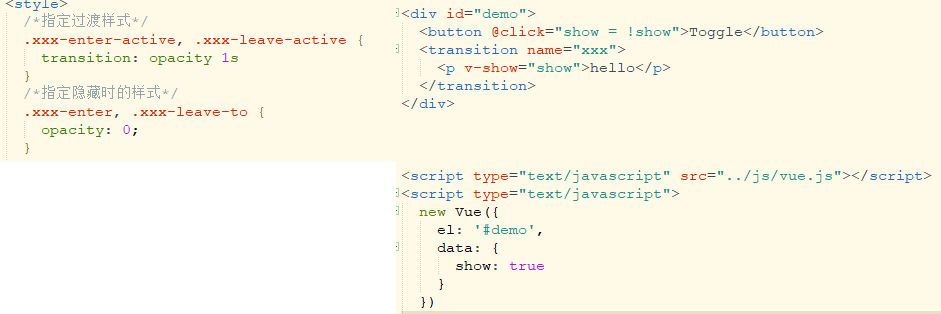 <style>
/*指定过渡样式*/
.xxx-enter-active, .xxx-leave-active {
transition: opacity 1s
}
/*指定隐藏时的样式*/
.xxx-enter, .xxx-leave-to {
opacity: 0;
}
<div id="demo">
<button @click="show = !show">Toggle</button>
<transition name="xxx">
<p v-show="show">hello</p>
</transition>
</div>
<script type="text/javascript" src="../js/vue.js"></script>
<script type="text/javascript">
new Vue({
el: '#demo',
data: {
show: true
}
})